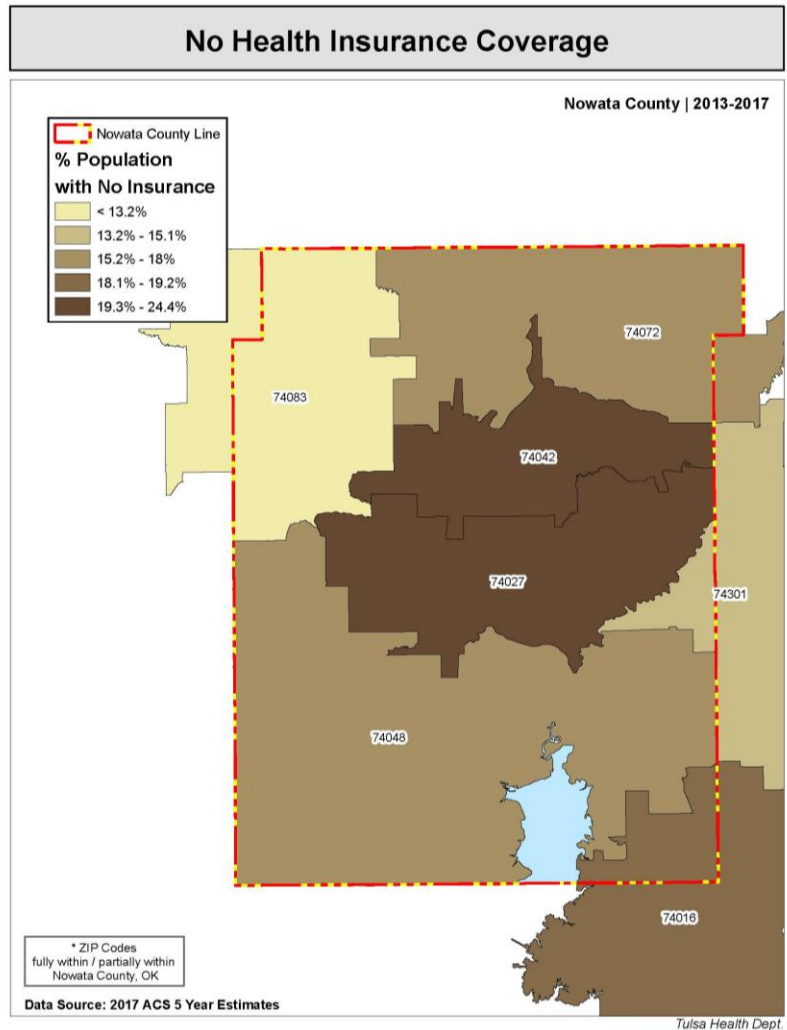 No Health Insurance Coverage
Nowata County | 2013-2017
Nowata County Line
% Population
with No Insurance
< 13.2%
13.2% - 15.1%
15.2% - 18%
18.1% - 19.2%
19.3% - 24.4%
74072
74083
74042
74027
74301
74048
74016
* ZIP Codes
fully within / partially within
Nowata County, OK
Data Source: 2017 ACS 5 Year Estimates
Tulsa Health Dept.